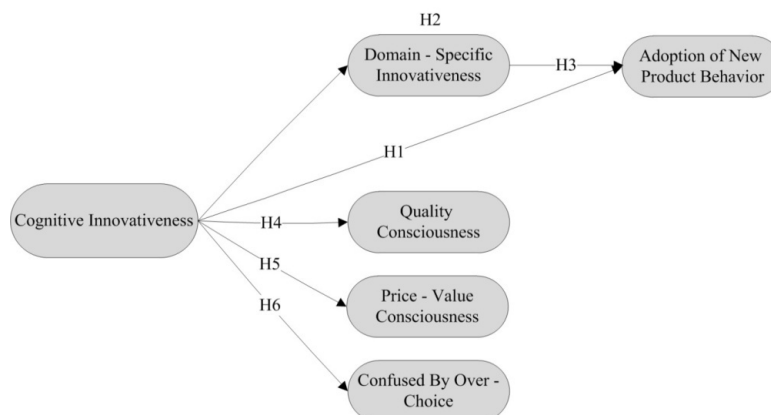 H2
Domain - Specific
Innovativeness
H3
Adoption of New
Product Behavior
H1
Cognitive Innovativeness
H4
Quality
Consciousness
H5
Price - Value
Consciousness
H6
Confused By Over -
Choice